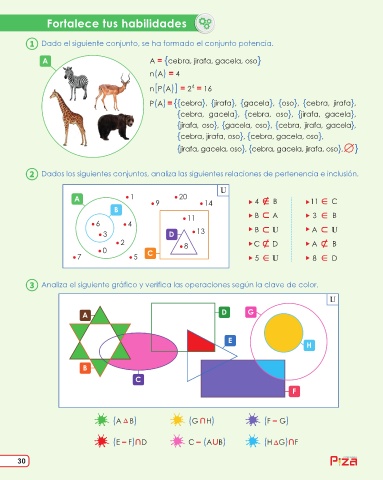 Fortalece tus habilidades
1 Dado el siguiente conjunto, se ha formado el conjunto potencia.
A
A = {cebra, jirafa, gacela, oso}
n(A) = 4
n[P(A)] = 2⁴ = 16
P(A) = {{cebra}, {jirafa}, {gacela}, {oso}, {cebra, jirafa},
{cebra, gacela}, {cebra, oso}, {jirafa, gacela},
{jirafa, oso}, {gacela, oso}, {cebra, jirafa, gacela},
{cebra, jirafa, oso}, {cebra, gacela, oso},
{jirafa, gacela, oso}, {cebra, gacela, jirafa, oso}, ∅ }
2 Dados los siguientes conjuntos, analiza las siguientes relaciones de pertenencia e inclusión.
U
A
B
1
9
20
14
6
4
3
2
0
7
5
11
13
D
8
C
4 ∉ B
B ⊂ A
B ⊂ U
C ⊄ D
5 ∈ U
11 ∈ C
3 ∈ B
A ⊂ U
A ⊄ B
8 ∈ D
3 Analiza el siguiente gráfico y verifica las operaciones según la clave de color.
U
A
D
G
E
H
B
C
F
(A Δ B)
(G ∩ H)
(F − G)
(E − F) ∩ D
C − (A∪B)
(H Δ G) ∩ F
30
Piza